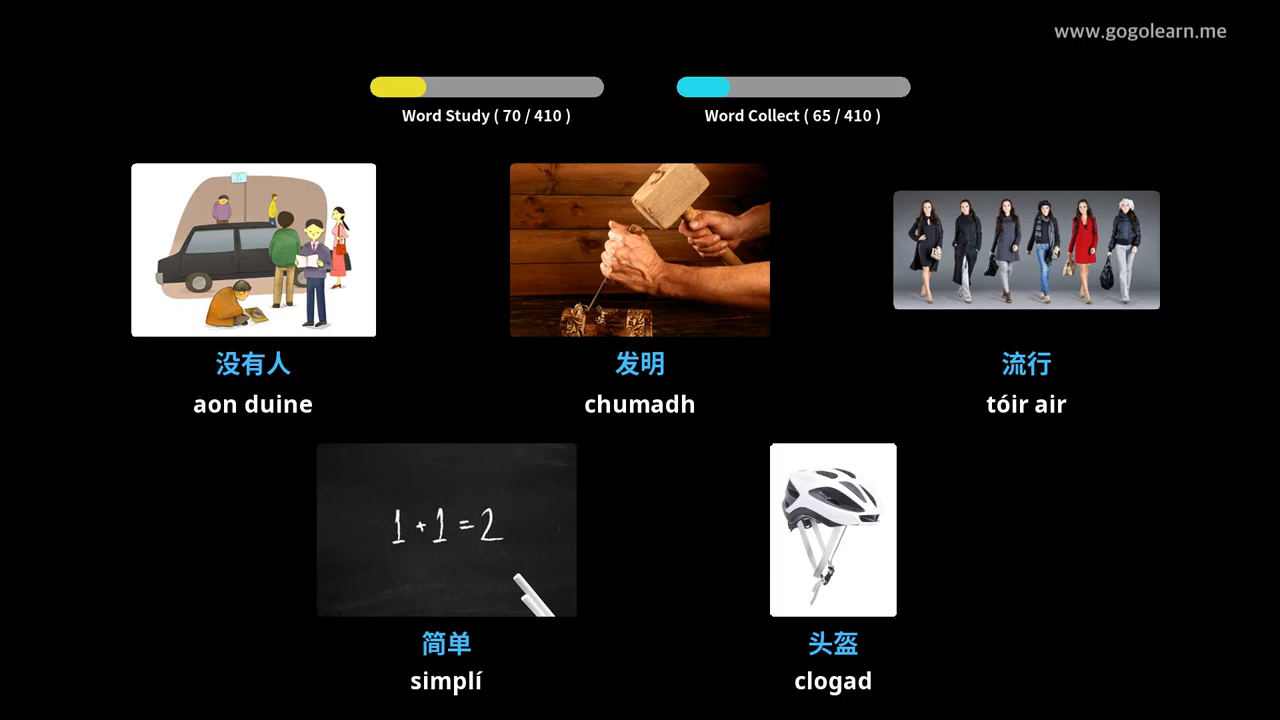 www.gogolearn.me
Word Study ( 70 / 410 )
Word Collect ( 65 / 410 )
没有人
aon duine
发明
chumadh
流行
tóir air
1 + 1 = 2
简单
simplí
头盔
clogad